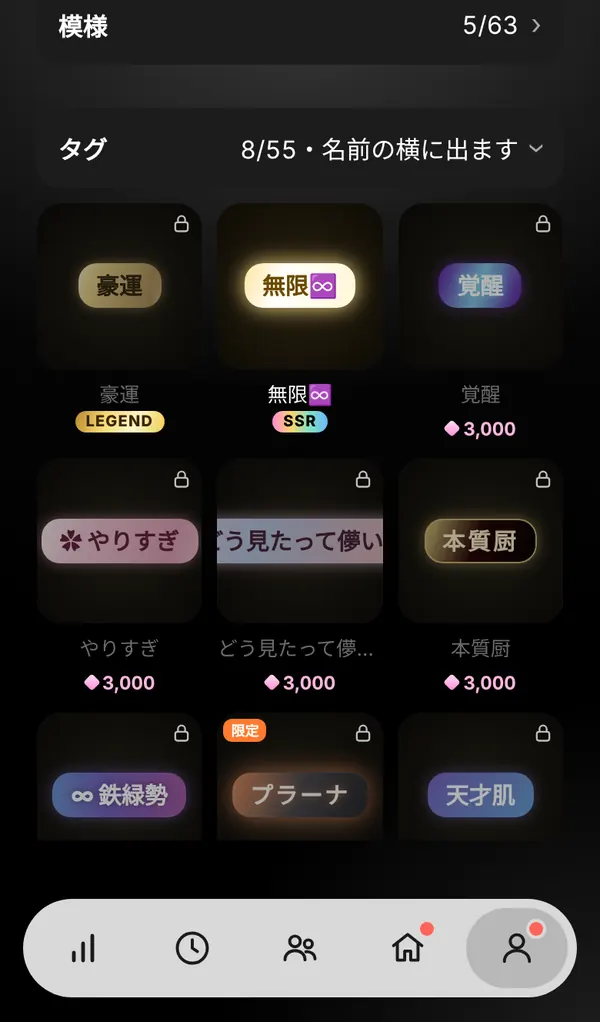 模様 5/63
タグ 8/55・名前の横に出ます
豪運 無限♾️ 覚醒
豪運 無限♾️ 覚醒
LEGEND SSR 3,000
やりすぎ どう見たって儚い 本質厨
やりすぎ どう見たって儚... 本質厨
3,000 3,000 3,000
限定
∞ 鉄緑勢 プラーナ 天才肌